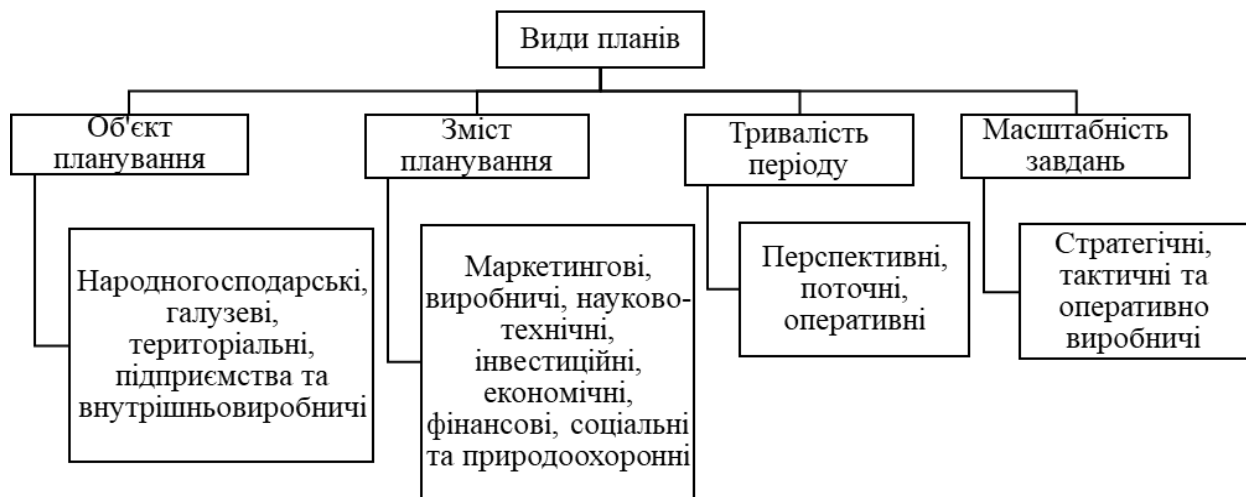 Види планів
Об'єкт
планування
Зміст
планування
Тривалість
періоду
Масштабність
завдань
Народногосподарські,
галузеві,
територіальні,
підприємства та
внутрішньовиробничі
Маркетингові,
виробничі, науково-
технічні,
інвестиційні,
економічні,
фінансові, соціальні
та природоохоронні
Перспективні,
поточні,
оперативні
Стратегічні,
тактичні та
оперативно
виробничі